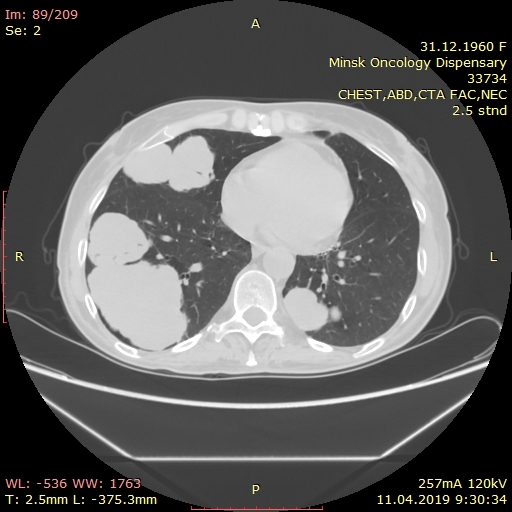 Im: 89/209
Se: 2
A
31.12.1960 F
Minsk Oncology Dispensary
33734
CHEST,ABD,CTA FAC,NEC
2.5 stnd
R
L
WL: -536 WW: 1763
T: 2.5mm L: -375.3mm
P
257mA 120kV
11.04.2019 9:30:34